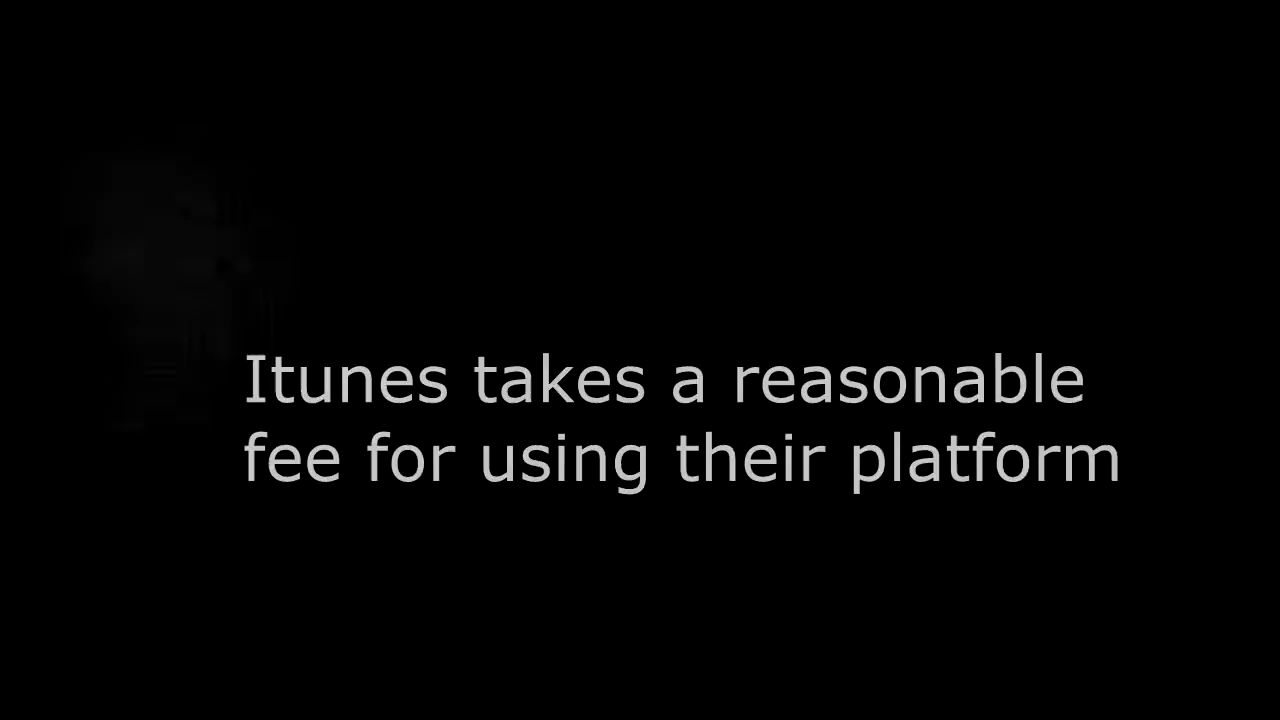 Itunes takes a reasonable
fee for using their platform